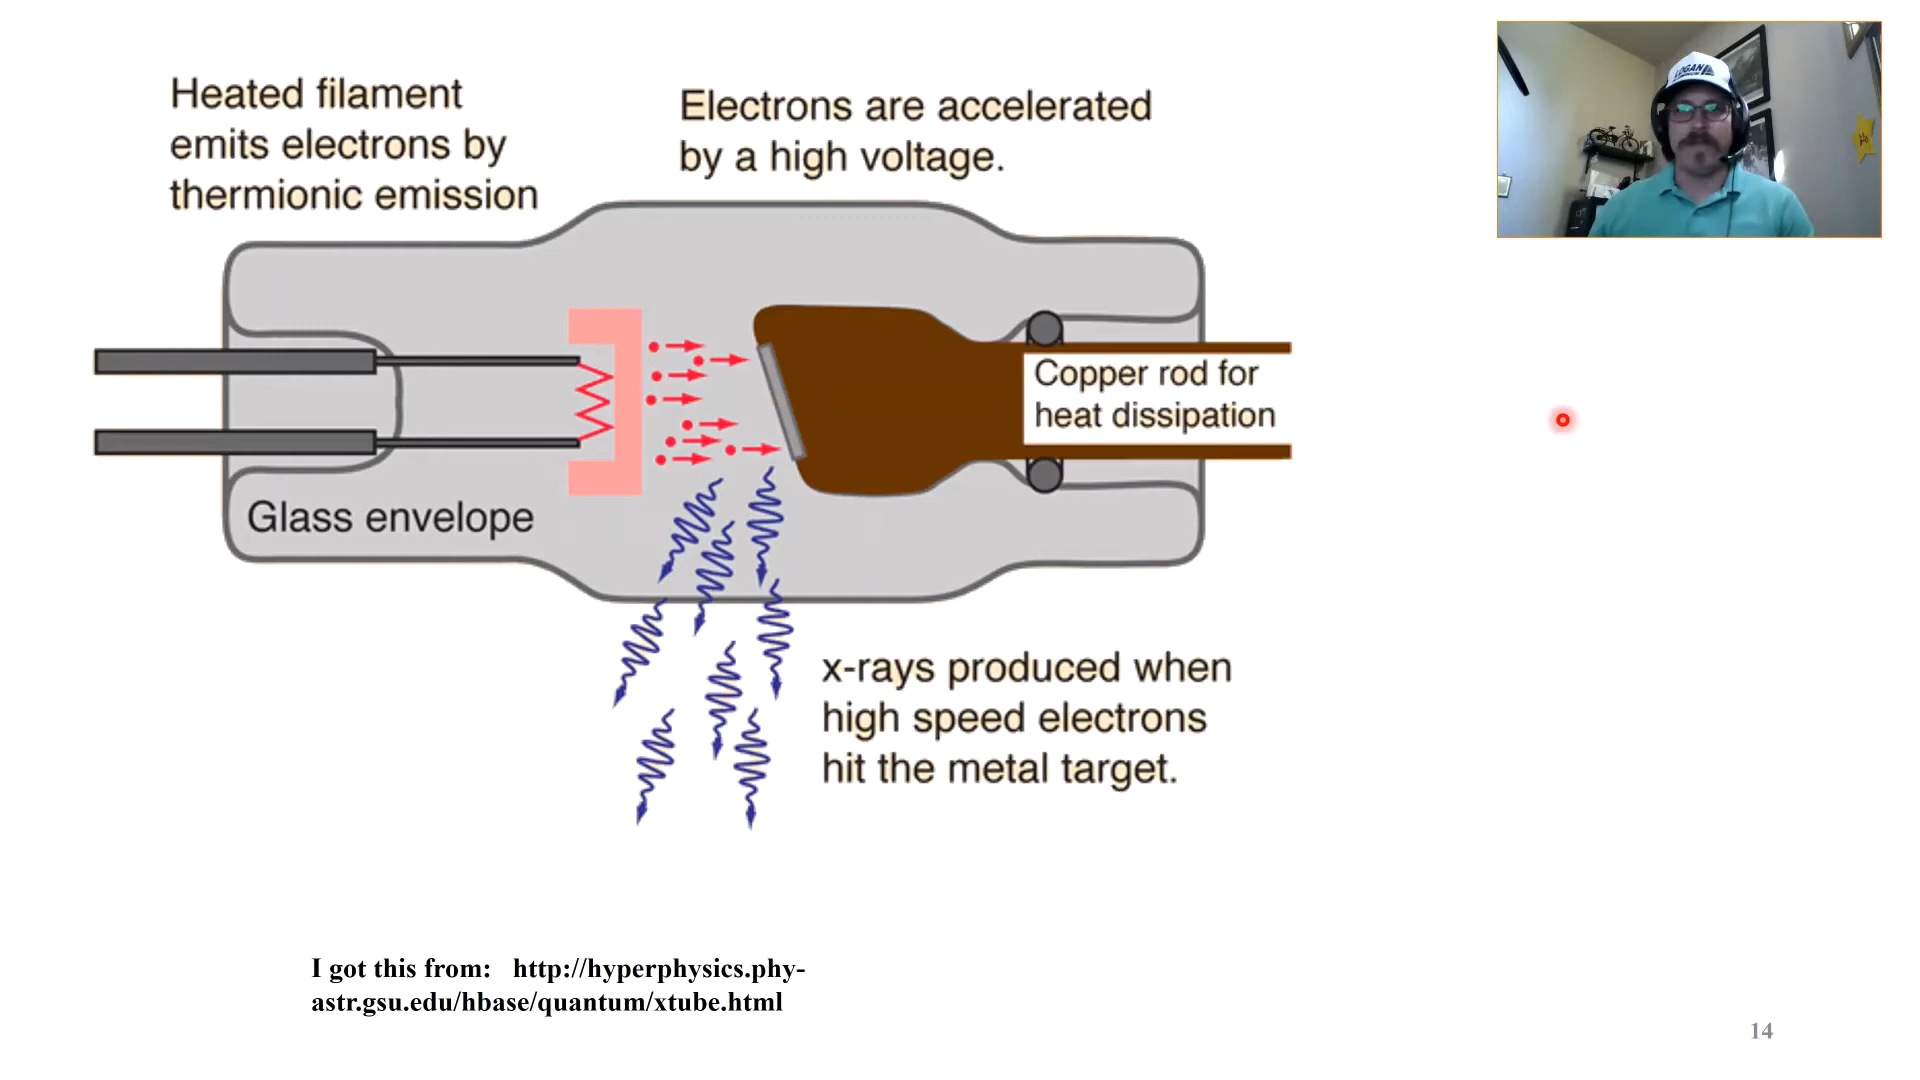 Heated filament
emits electrons by
thermionic emission
Electrons are accelerated
by a high voltage.
LOGAN
Copper rod for
heat dissipation
Glass envelope
x-rays produced when
high speed electrons
hit the metal target.
I got this from: http://hyperphysics.phy-
astr.gsu.edu/hbase/quantum/xtube.html
14